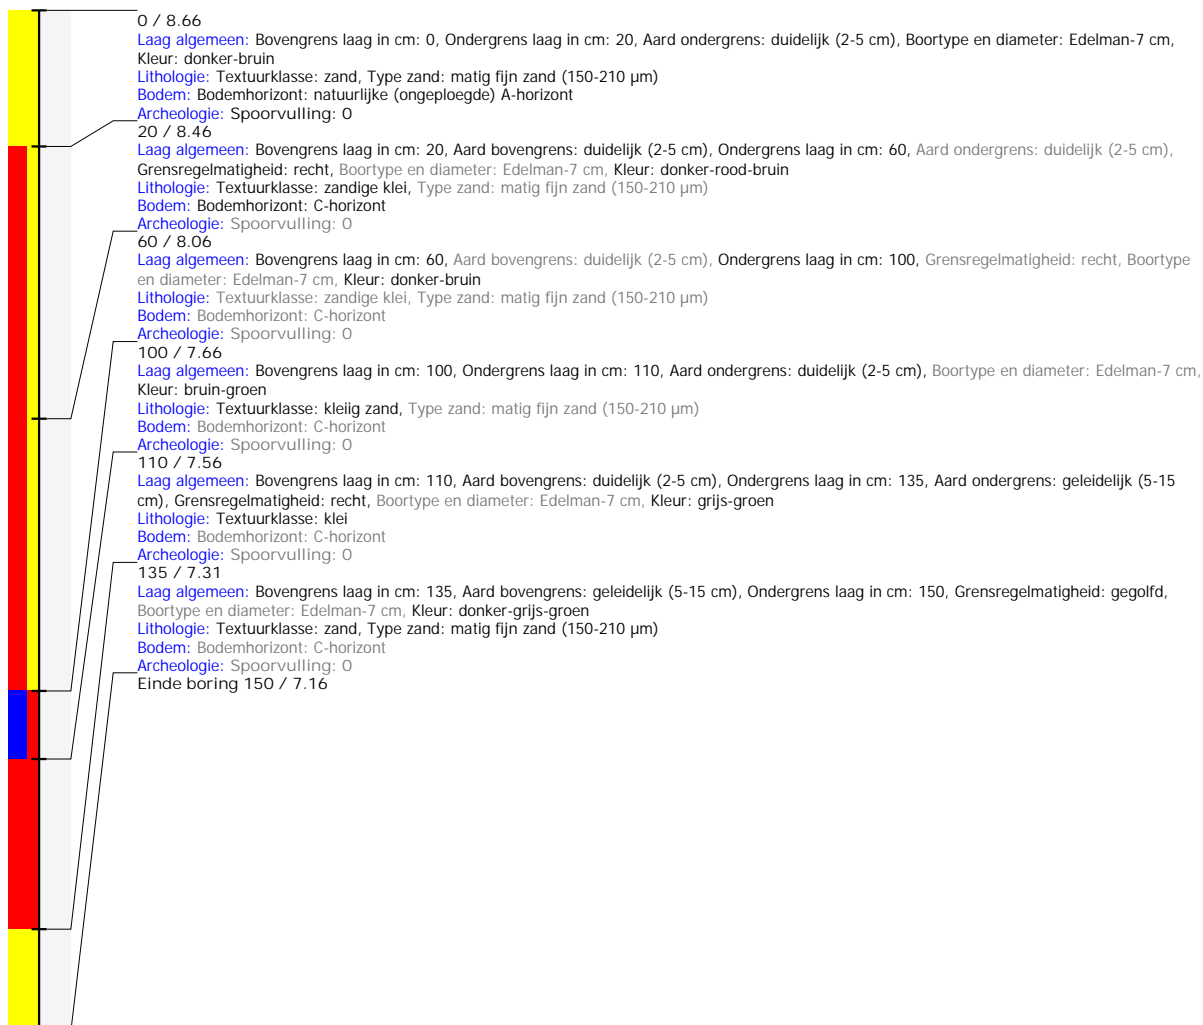 0 / 8.66
Laag algemeen: Bovengrens laag in cm: 0, Ondergrens laag in cm: 20, Aard ondergrens: duidelijk (2-5 cm), Boortype en diameter: Edelman-7 cm,
Kleur: donker-bruin
Lithologie: Textuurklasse: zand, Type zand: matig fijn zand (150-210 µm)
Bodem: Bodemhorizont: natuurlijke (ongeploegde) A-horizont
Archeologie: Spoorvulling: 0
20 / 8.46
Laag algemeen: Bovengrens laag in cm: 20, Aard bovengrens: duidelijk (2-5 cm), Ondergrens laag in cm: 60, Aard ondergrens: duidelijk (2-5 cm),
Grensregelmatigheid: recht, Boortype en diameter: Edelman-7 cm, Kleur: donker-rood-bruin
Lithologie: Textuurklasse: zandige klei, Type zand: matig fijn zand (150-210 µm)
Bodem: Bodemhorizont: C-horizont
Archeologie: Spoorvulling: 0
60 / 8.06
Laag algemeen: Bovengrens laag in cm: 60, Aard bovengrens: duidelijk (2-5 cm), Ondergrens laag in cm: 100, Grensregelmatigheid: recht, Boortype
en diameter: Edelman-7 cm, Kleur: donker-bruin
Lithologie: Textuurklasse: zandige klei, Type zand: matig fijn zand (150-210 µm)
Bodem: Bodemhorizont: C-horizont
Archeologie: Spoorvulling: 0
100 / 7.66
Laag algemeen: Bovengrens laag in cm: 100, Ondergrens laag in cm: 110, Aard ondergrens: duidelijk (2-5 cm), Boortype en diameter: Edelman-7 cm,
Kleur: bruin-groen
Lithologie: Textuurklasse: kleiig zand, Type zand: matig fijn zand (150-210 µm)
Bodem: Bodemhorizont: C-horizont
Archeologie: Spoorvulling: 0
110 / 7.56
Laag algemeen: Bovengrens laag in cm: 110, Aard bovengrens: duidelijk (2-5 cm), Ondergrens laag in cm: 135, Aard ondergrens: geleidelijk (5-15
cm), Grensregelmatigheid: recht, Boortype en diameter: Edelman-7 cm, Kleur: grijs-groen
Lithologie: Textuurklasse: klei
Bodem: Bodemhorizont: C-horizont
Archeologie: Spoorvulling: 0
135 / 7.31
Laag algemeen: Bovengrens laag in cm: 135, Aard bovengrens: geleidelijk (5-15 cm), Ondergrens laag in cm: 150, Grensregelmatigheid: gegolfd,
Boortype en diameter: Edelman-7 cm, Kleur: donker-grijs-groen
Lithologie: Textuurklasse: zand, Type zand: matig fijn zand (150-210 µm)
Bodem: Bodemhorizont: C-horizont
Archeologie: Spoorvulling: 0
Einde boring 150 / 7.16